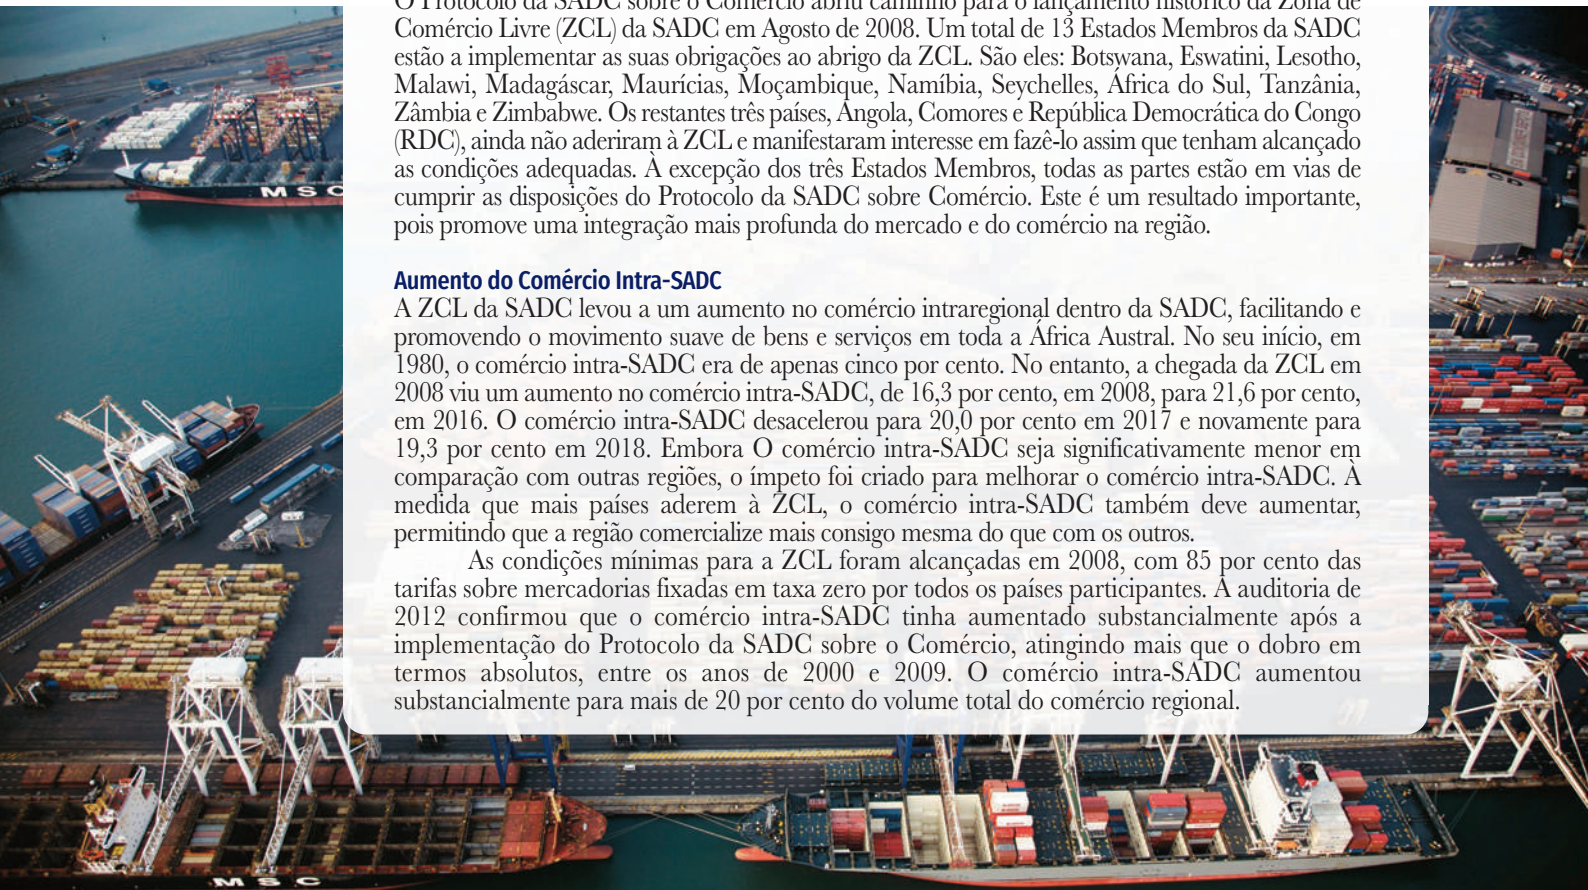 O Protocolo da SADC sobre o Comércio abriu caminho para o lançamento histórico da Zona de
Comércio Livre (ZCL) da SADC em Agosto de 2008. Um total de 13 Estados Membros da SADC
estão a implementar as suas obrigações ao abrigo da ZCL. São eles: Botswana, Eswatini, Lesotho,
Malawi, Madagáscar, Maurícias, Moçambique, Namíbia, Seychelles, África do Sul, Tanzânia,
Zâmbia e Zimbabwe. Os restantes três países, Angola, Comores e República Democrática do Congo
(RDC), ainda não aderiram à ZCL e manifestaram interesse em fazê-lo assim que tenham alcançado
as condições adequadas. À excepção dos três Estados Membros, todas as partes estão em vias de
cumprir as disposições do Protocolo da SADC sobre Comércio. Este é um resultado importante,
pois promove uma integração mais profunda do mercado e do comércio na região.
Aumento do Comércio Intra-SADC
A ZCL da SADC levou a um aumento no comércio intraregional dentro da SADC, facilitando e
promovendo o movimento suave de bens e serviços em toda a África Austral. No seu início, em
1980, o comércio intra-SADC era de apenas cinco por cento. No entanto, a chegada da ZCL em
2008 viu um aumento no comércio intra-SADC, de 16,3 por cento, em 2008, para 21,6 por cento,
em 2016. O comércio intra-SADC desacelerou para 20,0 por cento em 2017 e novamente para
19,3 por cento em 2018. Embora O comércio intra-SADC seja significativamente menor em
comparação com outras regiões, o ímpeto foi criado para melhorar o comércio intra-SADC. À
medida que mais países aderem à ZCL, o comércio intra-SADC também deve aumentar,
permitindo que a região comercialize mais consigo mesma do que com os outros.
As condições mínimas para a ZCL foram alcançadas em 2008, com 85 por cento das
tarifas sobre mercadorias fixadas em taxa zero por todos os países participantes. A auditoria de
2012 confirmou que o comércio intra-SADC tinha aumentado substancialmente após a
implementação do Protocolo da SADC sobre o Comércio, atingindo mais que o dobro em
termos absolutos, entre os anos de 2000 e 2009. O comércio intra-SADC aumentou
substancialmente para mais de 20 por cento do volume total do comércio regional.
MSC
MSC